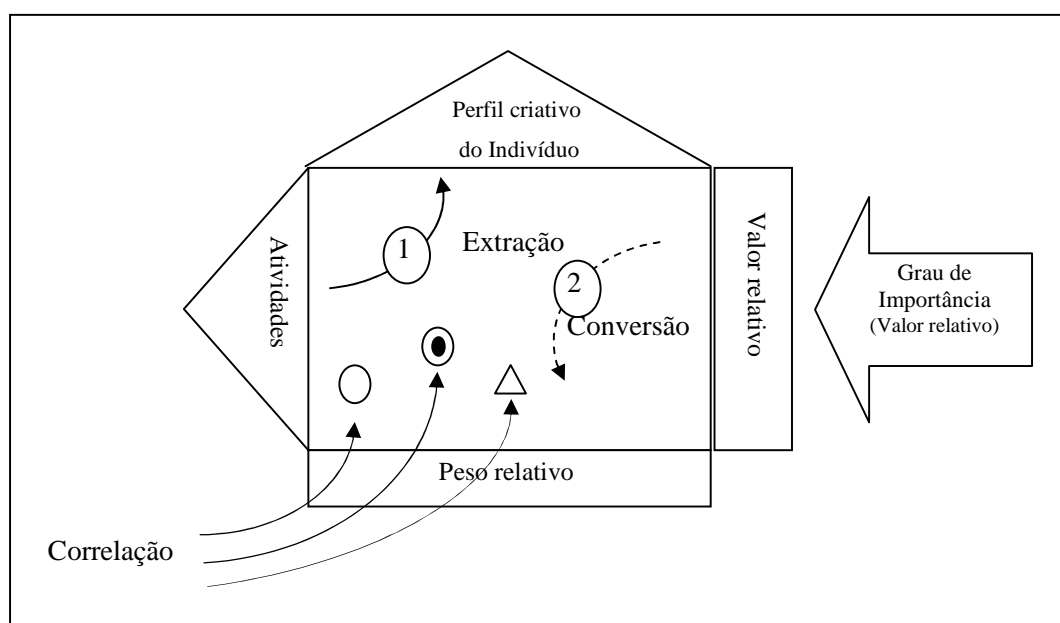 Perfil criativo
do Indivíduo
Atividades
1
Extração
2
Conversão
Valor relativo
Grau de
Importância
(Valor relativo)
Peso relativo
Correlação